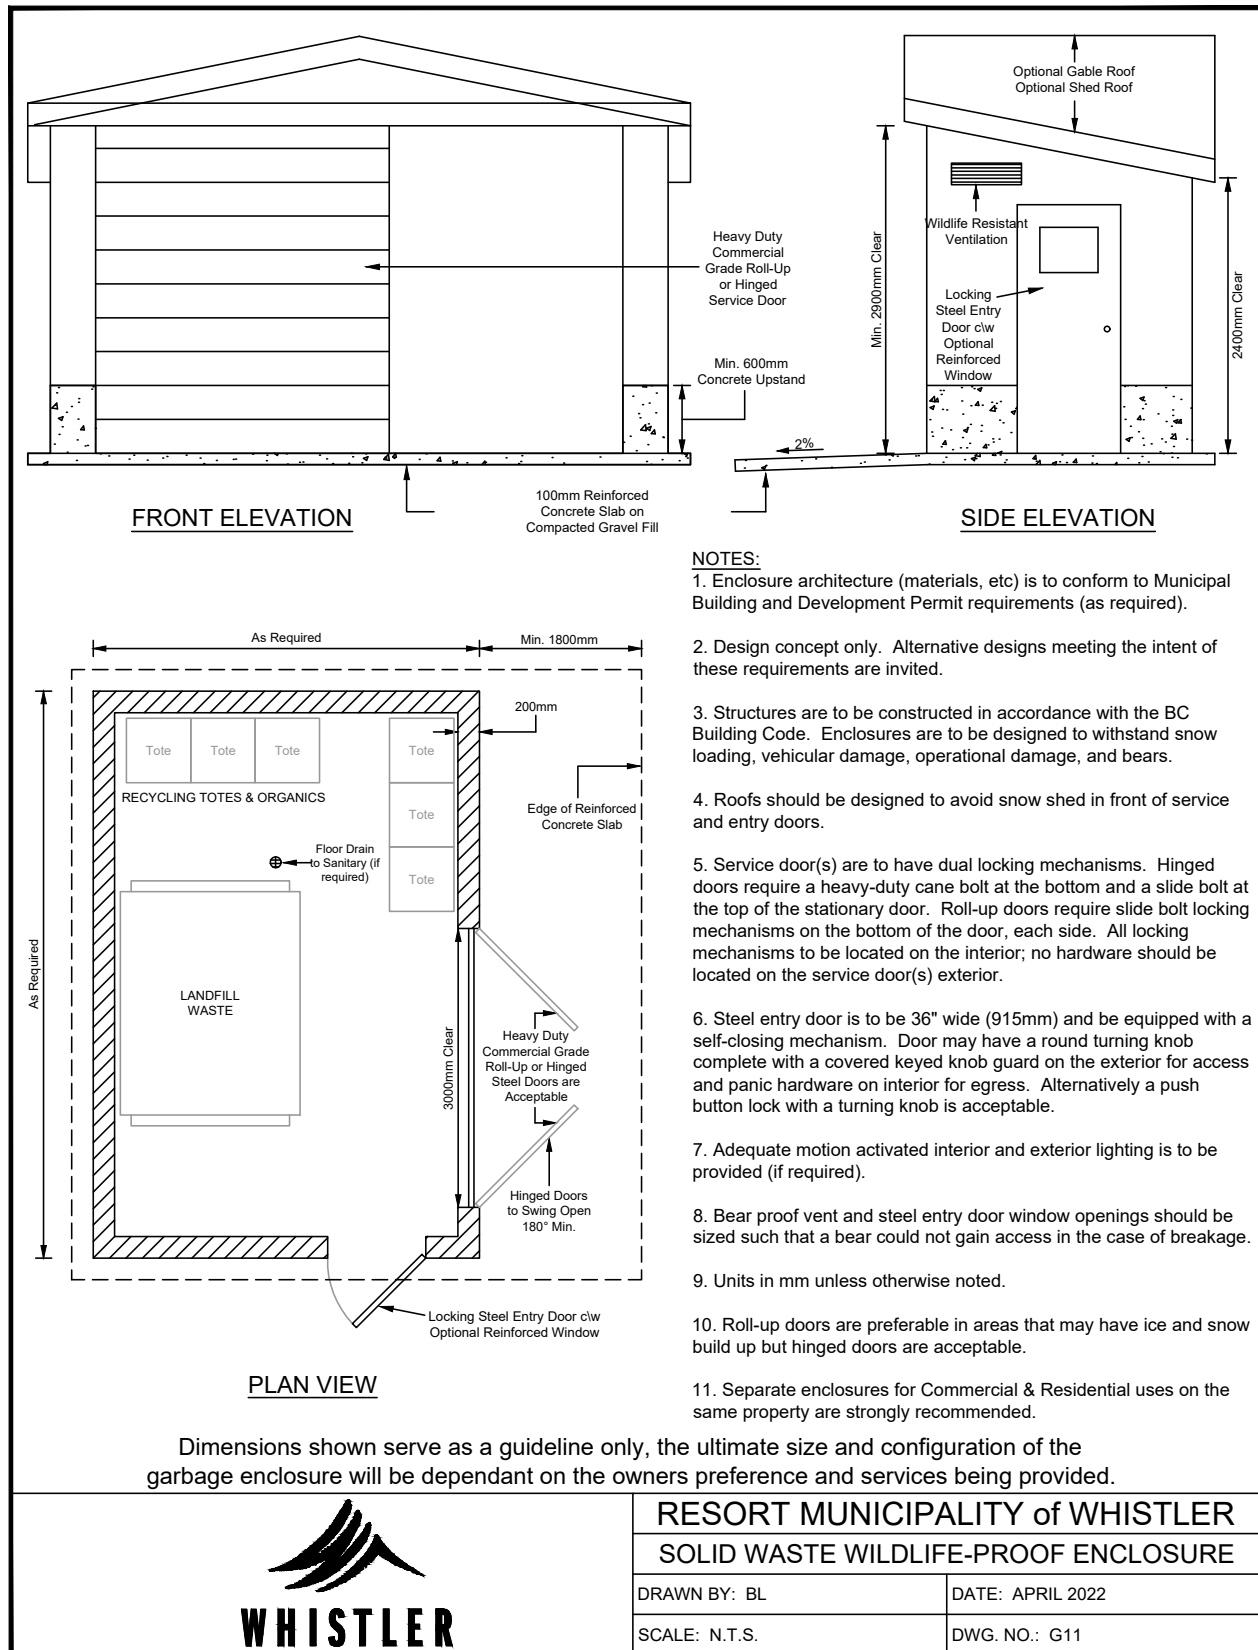 Optional Gable Roof
Optional Shed Roof
Wildlife Resistant
Ventilation
Heavy Duty
Commercial
Grade Roll-Up
or Hinged
Service Door
Min. 2900mm Clear
Locking
Steel Entry
Door c\w
Optional
Reinforced
Window
2400mm Clear
Min. 600mm
Concrete Upstand
2%
100mm Reinforced
Concrete Slab on
Compacted Gravel Fill
FRONT ELEVATION
SIDE ELEVATION
As Required
Min. 1800mm
200mm
Tote
Tote
Tote
Tote
RECYCLING TOTES & ORGANICS
Edge of Reinforced
Concrete Slab
Tote
Floor Drain
to Sanitary (if
required)
Tote
As Required
LANDFILL
WASTE
3000mm Clear
Heavy Duty
Commercial Grade
Roll-Up or Hinged
Steel Doors are
Acceptable
Hinged Doors
to Swing Open
180° Min.
Locking Steel Entry Door c\w
Optional Reinforced Window
PLAN VIEW
NOTES:
1. Enclosure architecture (materials, etc) is to conform to Municipal
Building and Development Permit requirements (as required).
2. Design concept only. Alternative designs meeting the intent of
these requirements are invited.
3. Structures are to be constructed in accordance with the BC
Building Code. Enclosures are to be designed to withstand snow
loading, vehicular damage, operational damage, and bears.
4. Roofs should be designed to avoid snow shed in front of service
and entry doors.
5. Service door(s) are to have dual locking mechanisms. Hinged
doors require a heavy-duty cane bolt at the bottom and a slide bolt at
the top of the stationary door. Roll-up doors require slide bolt locking
mechanisms on the bottom of the door, each side. All locking
mechanisms to be located on the interior; no hardware should be
located on the service door(s) exterior.
6. Steel entry door is to be 36" wide (915mm) and be equipped with a
self-closing mechanism. Door may have a round turning knob
complete with a covered keyed knob guard on the exterior for access
and panic hardware on interior for egress. Alternatively a push
button lock with a turning knob is acceptable.
7. Adequate motion activated interior and exterior lighting is to be
provided (if required).
8. Bear proof vent and steel entry door window openings should be
sized such that a bear could not gain access in the case of breakage.
9. Units in mm unless otherwise noted.
10. Roll-up doors are preferable in areas that may have ice and snow
build up but hinged doors are acceptable.
11. Separate enclosures for Commercial & Residential uses on the
same property are strongly recommended.
Dimensions shown serve as a guideline only, the ultimate size and configuration of the
garbage enclosure will be dependant on the owners preference and services being provided.
WHISTLER
RESORT MUNICIPALITY of WHISTLER
SOLID WASTE WILDLIFE-PROOF ENCLOSURE
DRAWN BY: BL
DATE: APRIL 2022
SCALE: N.T.S.
DWG. NO.: G11